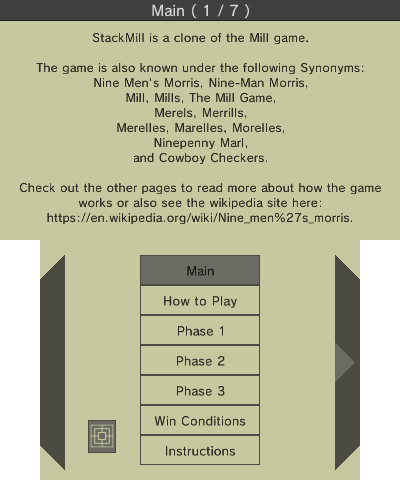 Main ( 1 / 7 )
StackMill is a clone of the Mill game.
The game is also known under the following Synonyms:
Nine Men's Morris, Nine-Man Morris,
Mill, Mills, The Mill Game,
Merels, Merrills,
Merelles, Marelles, Morelles,
Ninepenny Marl,
and Cowboy Checkers.
Check out the other pages to read more about how the game
works or also see the wikipedia site here:
https://en.wikipedia.org/wiki/Nine_men%27s_morris.
Main
How to Play
Phase 1
Phase 2
Phase 3
Win Conditions
Instructions